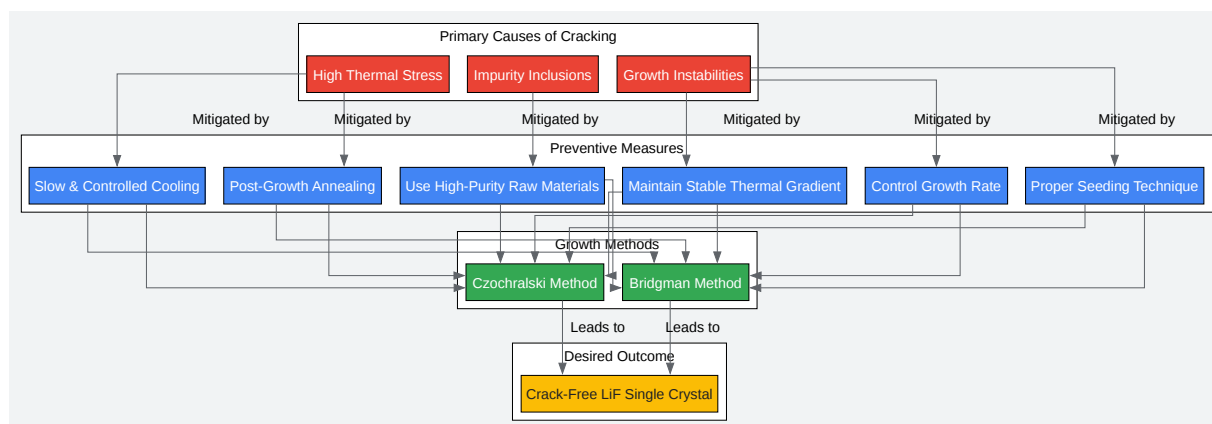 Primary Causes of Cracking
High Thermal Stress
Impurity Inclusions
Growth Instabilities
Mitigated by
Mitigated by
Mitigated by
Mitigated by
Mitigated by
Mitigated by
Preventive Measures
Slow & Controlled Cooling
Post-Growth Annealing
Use High-Purity Raw Materials
Maintain Stable Thermal Gradient
Control Growth Rate
Proper Seeding Technique
Growth Methods
Czochralski Method
Bridgman Method
Leads to
Leads to
Desired Outcome
Crack-Free LiF Single Crystal